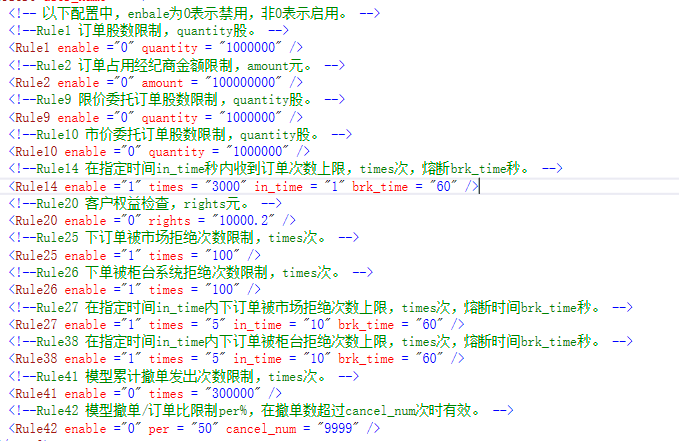 <!-- 以下配置中，enbale为0表示禁用，非0表示启用。 -->
<!--Rule1 订单股数限制，quantity股。 -->
<Rule1 enable ="0" quantity = "1000000" />
<!--Rule2 订单占用经纪商金额限制，amount元。 -->
<Rule2 enable ="0" amount = "100000000" />
<!--Rule9 限价委托订单股数限制，quantity股。 -->
<Rule9 enable ="0" quantity = "1000000" />
<!--Rule10 市价委托订单股数限制，quantity股。 -->
<Rule10 enable ="0" quantity = "1000000" />
<!--Rule14 在指定时间in_time秒内收到订单次数上限，times次，熔断brk_time秒。 -->
<Rule14 enable ="1" times = "3000" in_time = "1" brk_time = "60" />
<!--Rule20 客户权益检查，rights元。 -->
<Rule20 enable ="0" rights = "10000.2" />
<!--Rule25 下订单被市场拒绝次数限制，times次。 -->
<Rule25 enable ="1" times = "100" />
<!--Rule26 下单被柜台系统拒绝次数限制，times次。 -->
<Rule26 enable ="1" times = "100" />
<!--Rule27 在指定时间in_time内下订单被市场拒绝次数上限，times次，熔断时间brk_time秒。 -->
<Rule27 enable ="1" times = "5" in_time = "10" brk_time = "60" />
<!--Rule38 在指定时间in_time内下订单被柜台拒绝次数上限，times次，熔断时间brk_time秒。 -->
<Rule38 enable ="1" times = "5" in_time = "10" brk_time = "60" />
<!--Rule41 模型累计撤单发出次数限制，times次。 -->
<Rule41 enable ="0" times = "300000" />
<!--Rule42 模型撤单/订单比限制per%，在撤单数超过cancel_num次时有效。 -->
<Rule42 enable ="0" per = "50" cancel_num = "9999" />